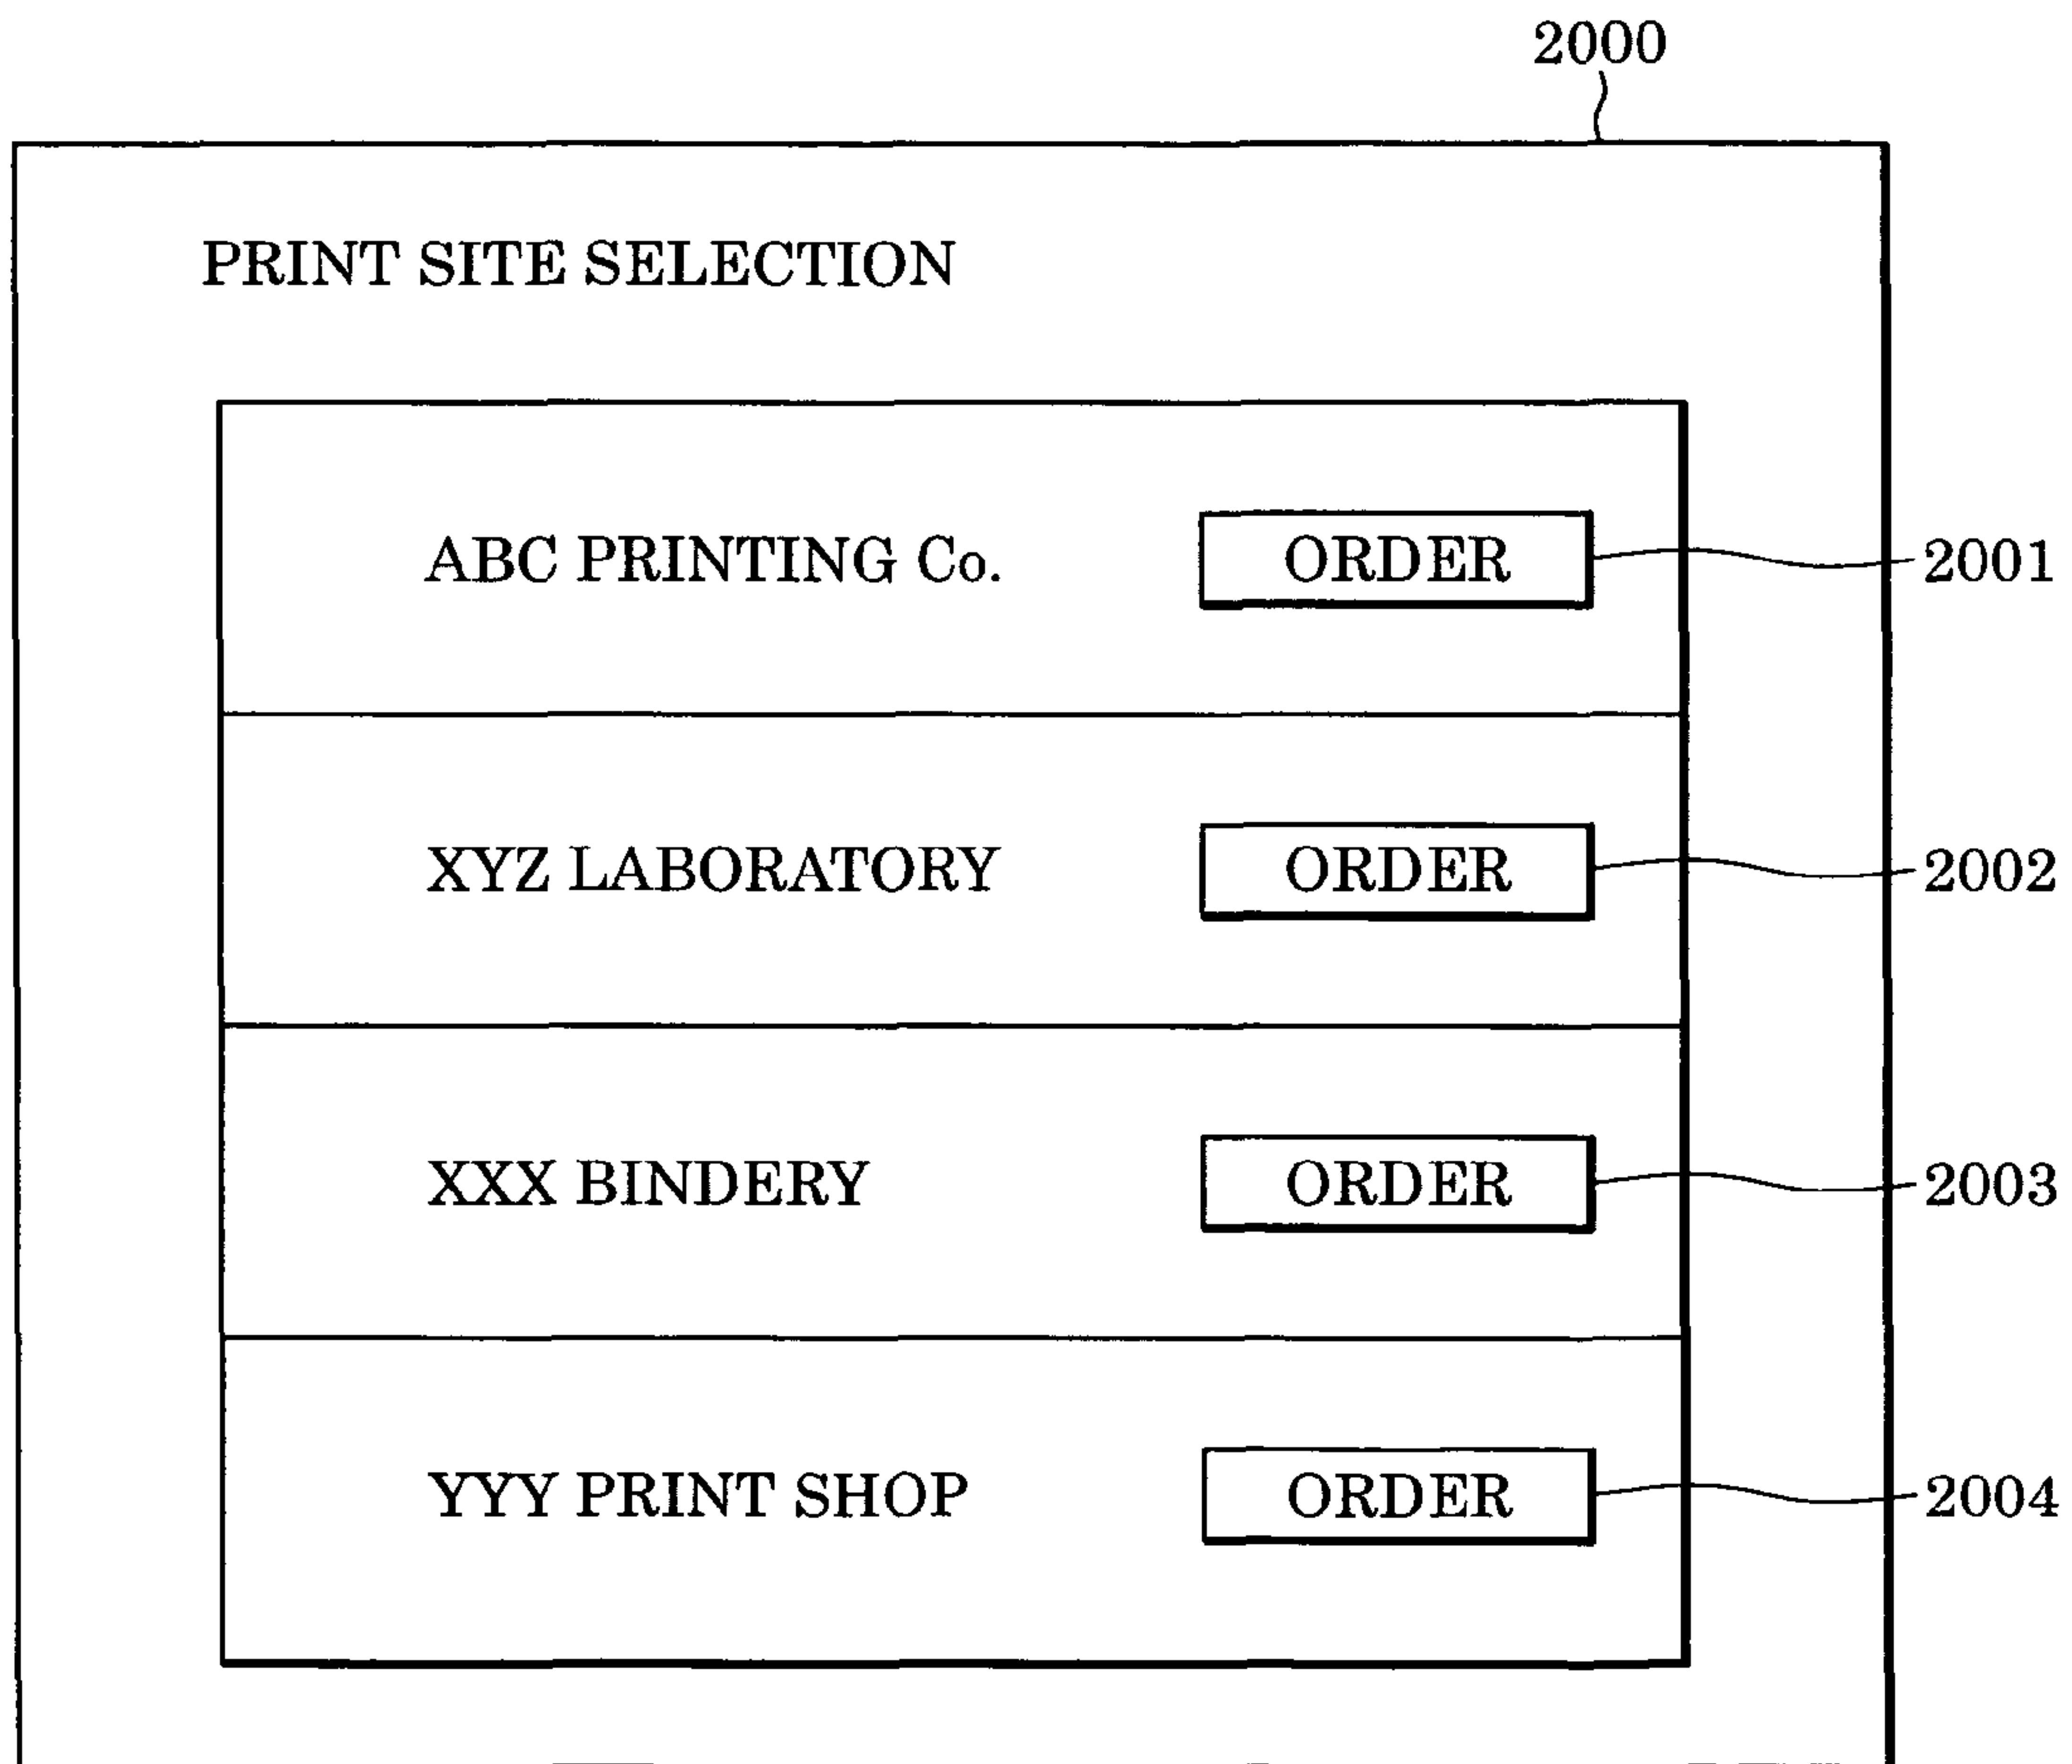 2000
PRINT SITE SELECTION
ABC PRINTING Co. ORDER 2001
XYZ LABORATORY ORDER 2002
XXX BINDERY ORDER 2003
YYY PRINT SHOP ORDER 2004